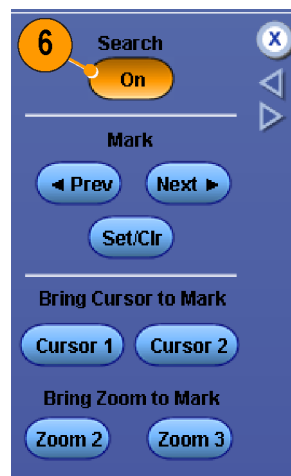 6
Search
X
On
Mark
◄ Prev Next ►
Set/Clr
Bring Cursor to Mark
Cursor 1 Cursor 2
Bring Zoom to Mark
Zoom 2 Zoom 3